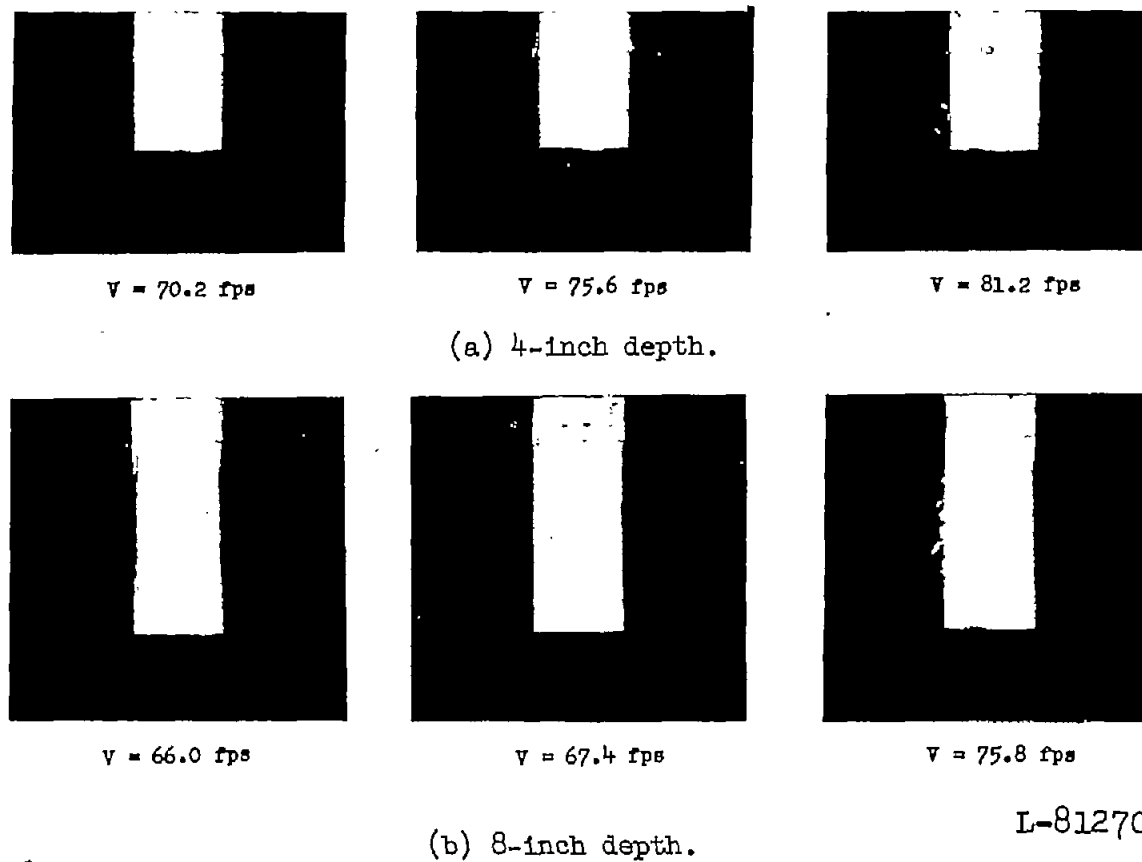 V = 70.2 fps V = 75.6 fps V = 81.2 fps
(a) 4-inch depth.
V = 66.0 fps V = 67.4 fps V = 75.8 fps
L-81270
(b) 8-inch depth.